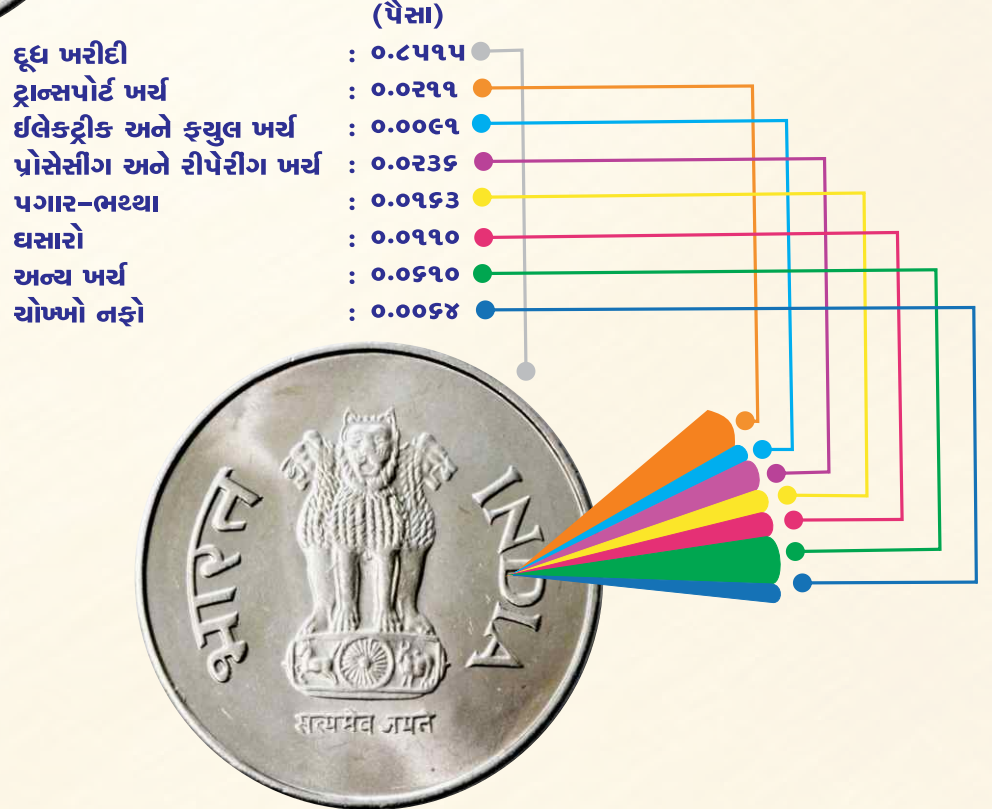 (પૈસા)
દૂધ ખરીદી : ૦.૮૫૧૫
ટ્રાન્સપોર્ટ ખર્ચ : ૦.૦૨૧૧
ઈલેકટ્રીક અને ફયુલ ખર્ચ : ૦.૦૦૯૧
પ્રોસેસીંગ અને રીપેરીંગ ખર્ચ : ૦.૦૨૩૬
પગાર-ભથ્થા : ૦.૦૧૬૩
ઘસારો : ૦.૦૧૧૦
અન્ય ખર્ચ : ૦.૦૬૧૦
ચોખ્ખો નફો : ૦.૦૦૬૪
भारत INDIA
सत्यमेव जयते